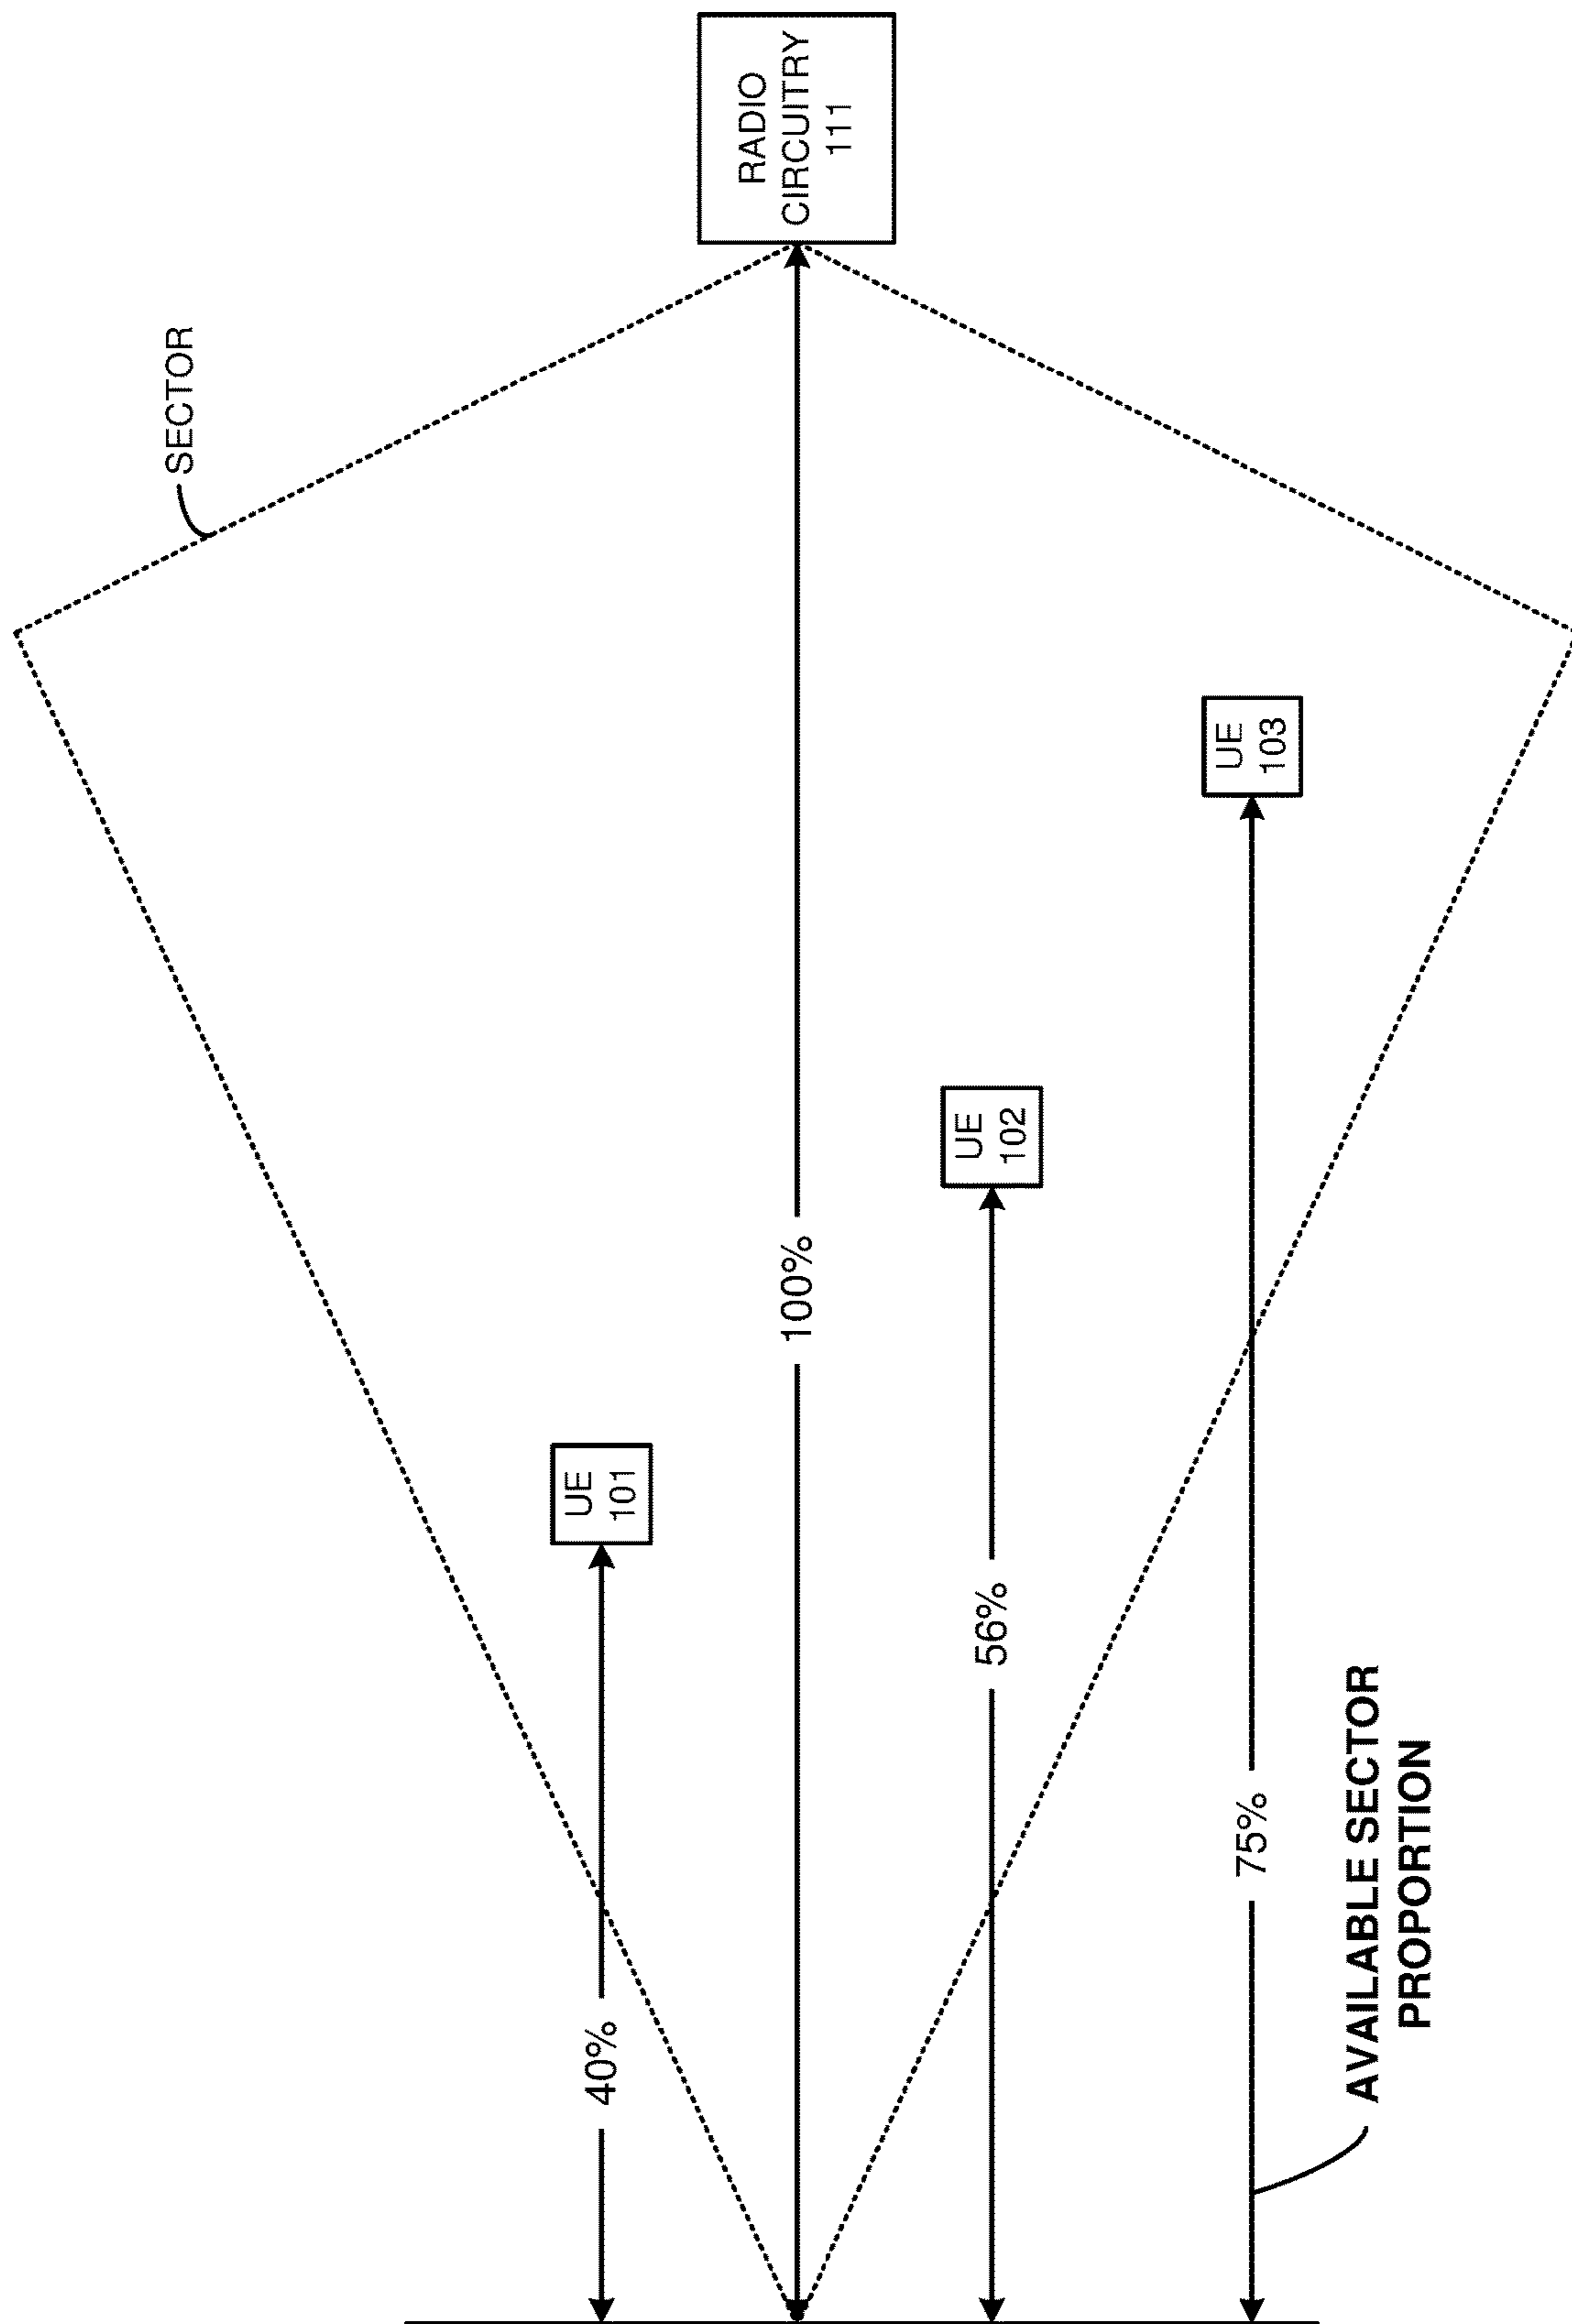 SECTOR
RADIO
CIRCUITRY
111
UE
101
40%
100%
UE
102
56%
UE
103
75%
AVAILABLE SECTOR
PROPORTION